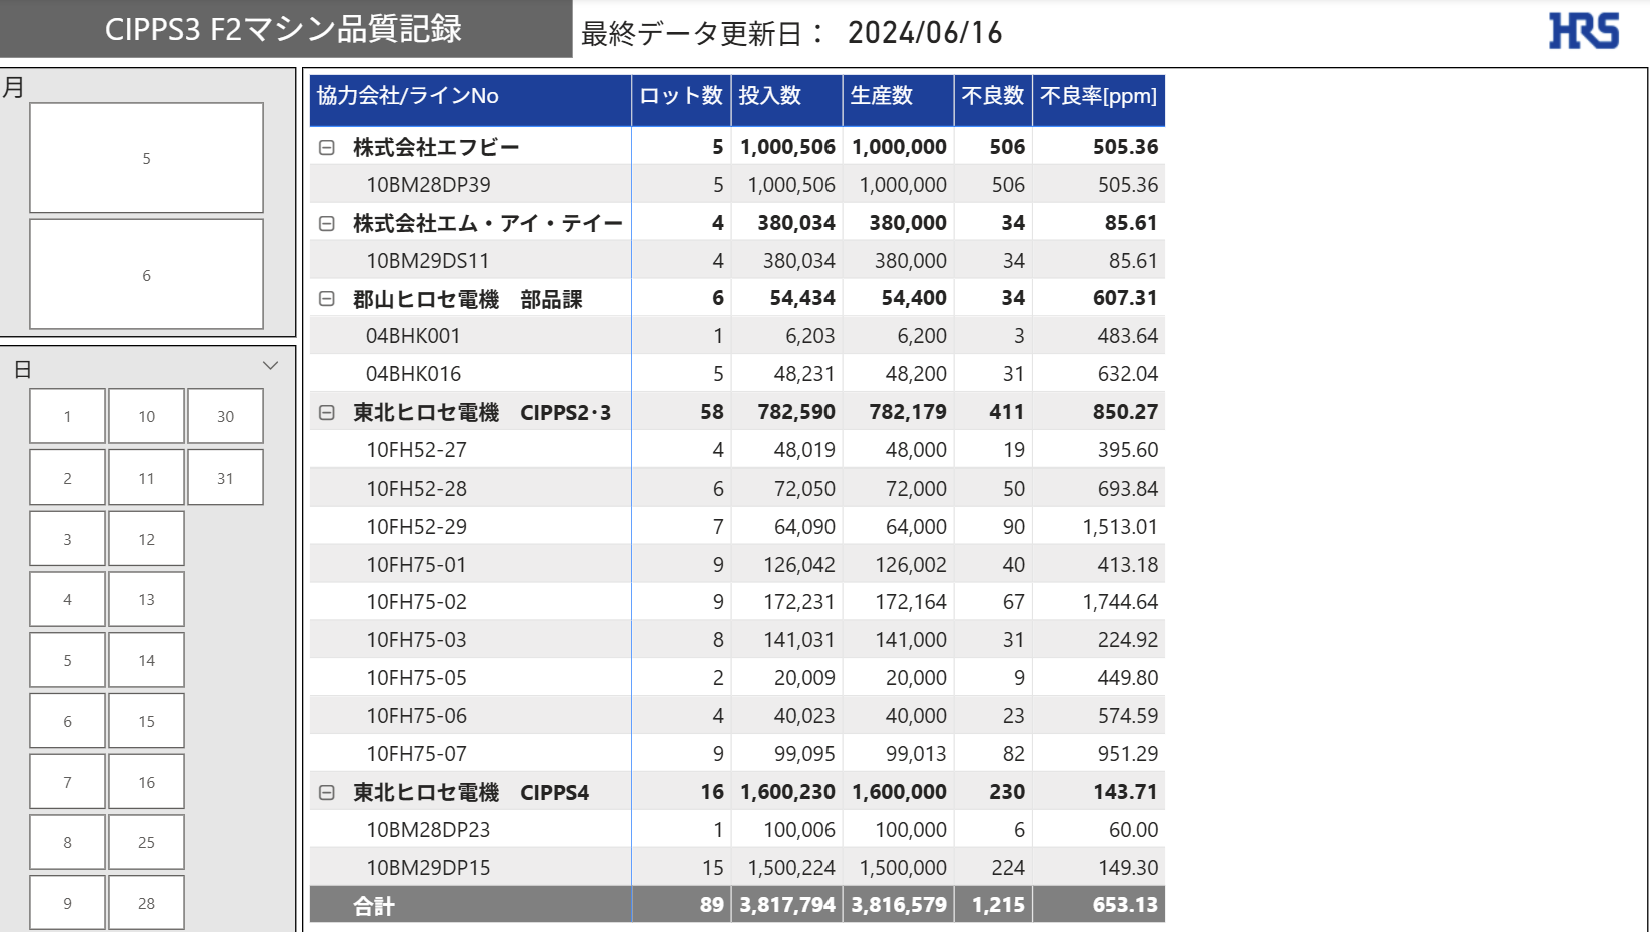 CIPPS3 F2マシン品質記録
最終データ更新日： 2024/06/16
HRS
月
5
6
日
1 10 30
2 11 31
3 12
4 13
5 14
6 15
7 16
8 25
9 28
協力会社/ラインNo ロット数 投入数 生産数 不良数 不良率[ppm]
株式会社エフビー 5 1,000,506 1,000,000 506 505.36
10BM28DP39 5 1,000,506 1,000,000 506 505.36
株式会社エム・アイ・テイー 4 380,034 380,000 34 85.61
10BM29DS11 4 380,034 380,000 34 85.61
郡山ヒロセ電機　部品課 6 54,434 54,400 34 607.31
04BHK001 1 6,203 6,200 3 483.64
04BHK016 5 48,231 48,200 31 632.04
東北ヒロセ電機　CIPPS2･3 58 782,590 782,179 411 850.27
10FH52-27 4 48,019 48,000 19 395.60
10FH52-28 6 72,050 72,000 50 693.84
10FH52-29 7 64,090 64,000 90 1,513.01
10FH75-01 9 126,042 126,002 40 413.18
10FH75-02 9 172,231 172,164 67 1,744.64
10FH75-03 8 141,031 141,000 31 224.92
10FH75-05 2 20,009 20,000 9 449.80
10FH75-06 4 40,023 40,000 23 574.59
10FH75-07 9 99,095 99,013 82 951.29
東北ヒロセ電機　CIPPS4 16 1,600,230 1,600,000 230 143.71
10BM28DP23 1 100,006 100,000 6 60.00
10BM29DP15 15 1,500,224 1,500,000 224 149.30
合計 89 3,817,794 3,816,579 1,215 653.13